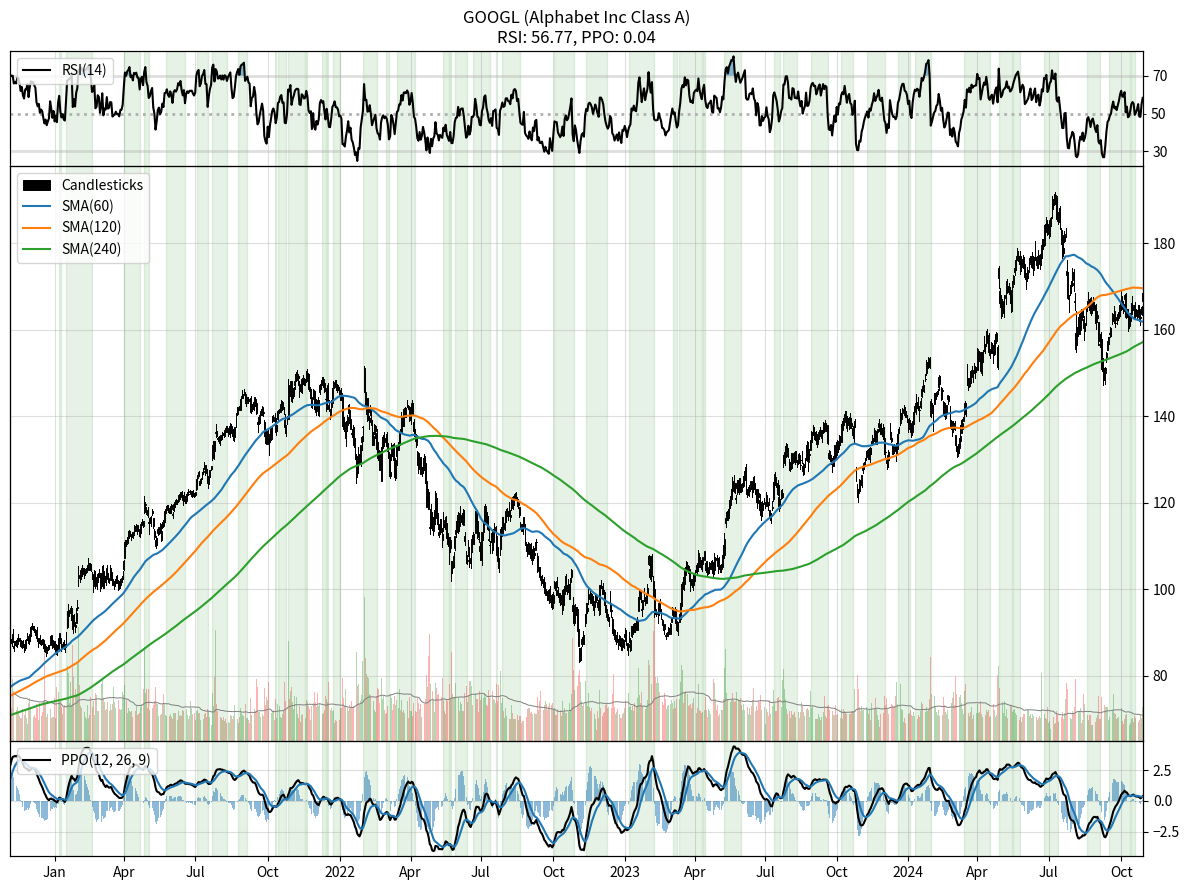 GOOGL (Alphabet Inc Class A)
RSI: 56.77, PPO: 0.04
RSI(14)
70
50
30
Candlesticks
SMA(60)
SMA(120)
SMA(240)
180
160
140
120
100
80
PPO(12, 26, 9)
2.5
0.0
−2.5
Jan Apr Jul Oct 2022 Apr Jul Oct 2023 Apr Jul Oct 2024 Apr Jul Oct